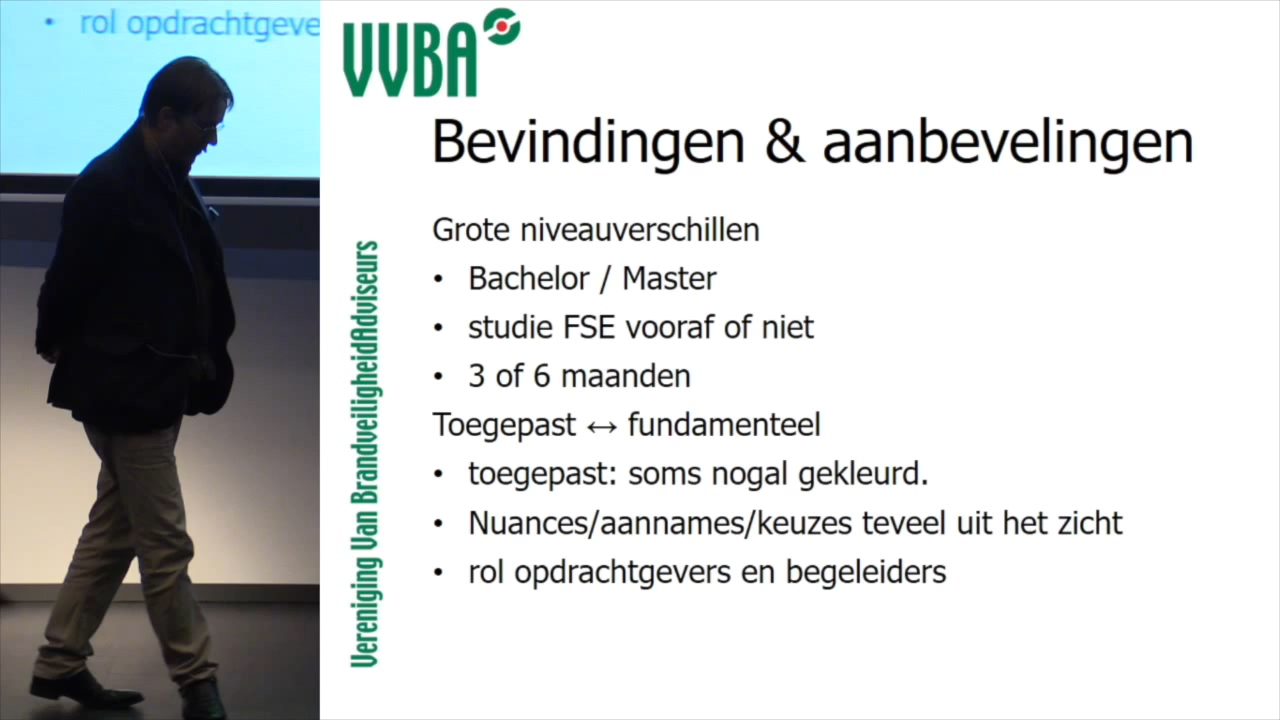 • rol opdrachtgeve
VVBA
Bevindingen & aanbevelingen
Vereniging Van BrandveiligheidAdviseurs
Grote niveauverschillen
• Bachelor / Master
• studie FSE vooraf of niet
• 3 of 6 maanden
Toegepast ↔ fundamenteel
• toegepast: soms nogal gekleurd.
• Nuances/aannames/keuzes teveel uit het zicht
• rol opdrachtgevers en begeleiders